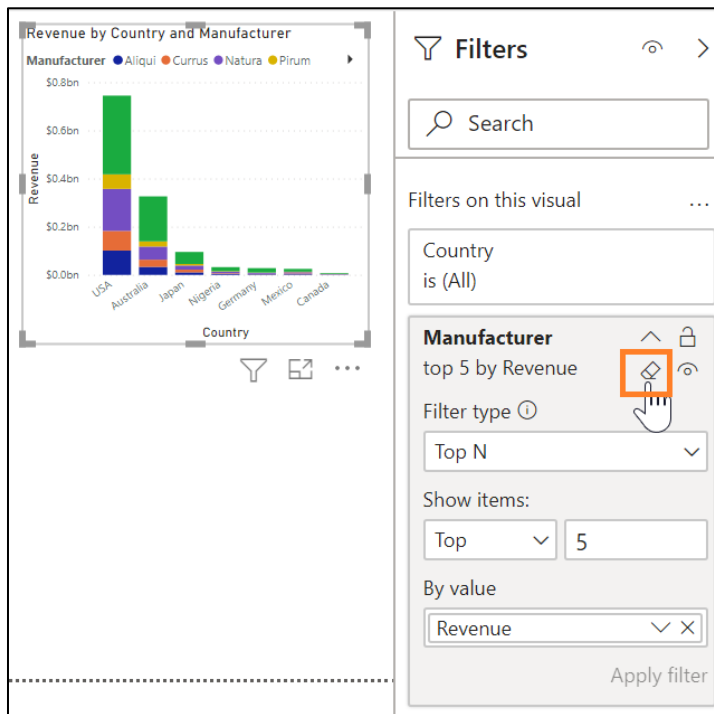 Revenue by Country and Manufacturer
Manufacturer Aliqui Currus Natura Pirum
$0.8bn
$0.6bn
$0.4bn
$0.2bn
$0.0bn
Revenue
USA
Australia
Japan
Nigeria
Germany
Mexico
Canada
Country
Filters
Search
Filters on this visual
...
Country
is (All)
Manufacturer
top 5 by Revenue
Filter type
Top N
Show items:
Top 5
By value
Revenue
Apply filter